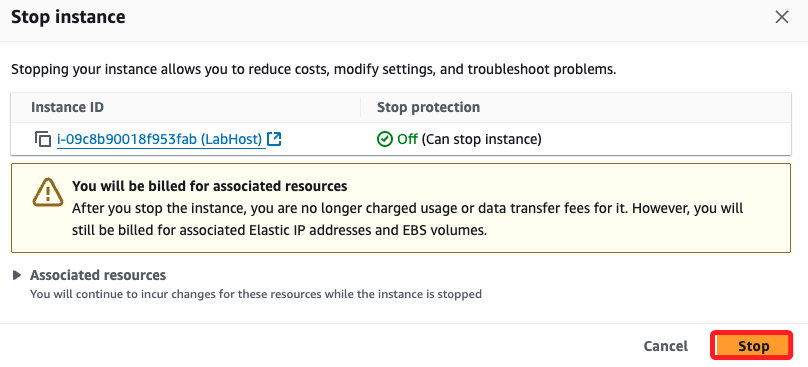 Stop instance
Stopping your instance allows you to reduce costs, modify settings, and troubleshoot problems.
Instance ID Stop protection
i-09c8b90018f953fab (LabHost) Off (Can stop instance)
You will be billed for associated resources
After you stop the instance, you are no longer charged usage or data transfer fees for it. However, you will
still be billed for associated Elastic IP addresses and EBS volumes.
Associated resources
You will continue to incur changes for these resources while the instance is stopped
Cancel Stop